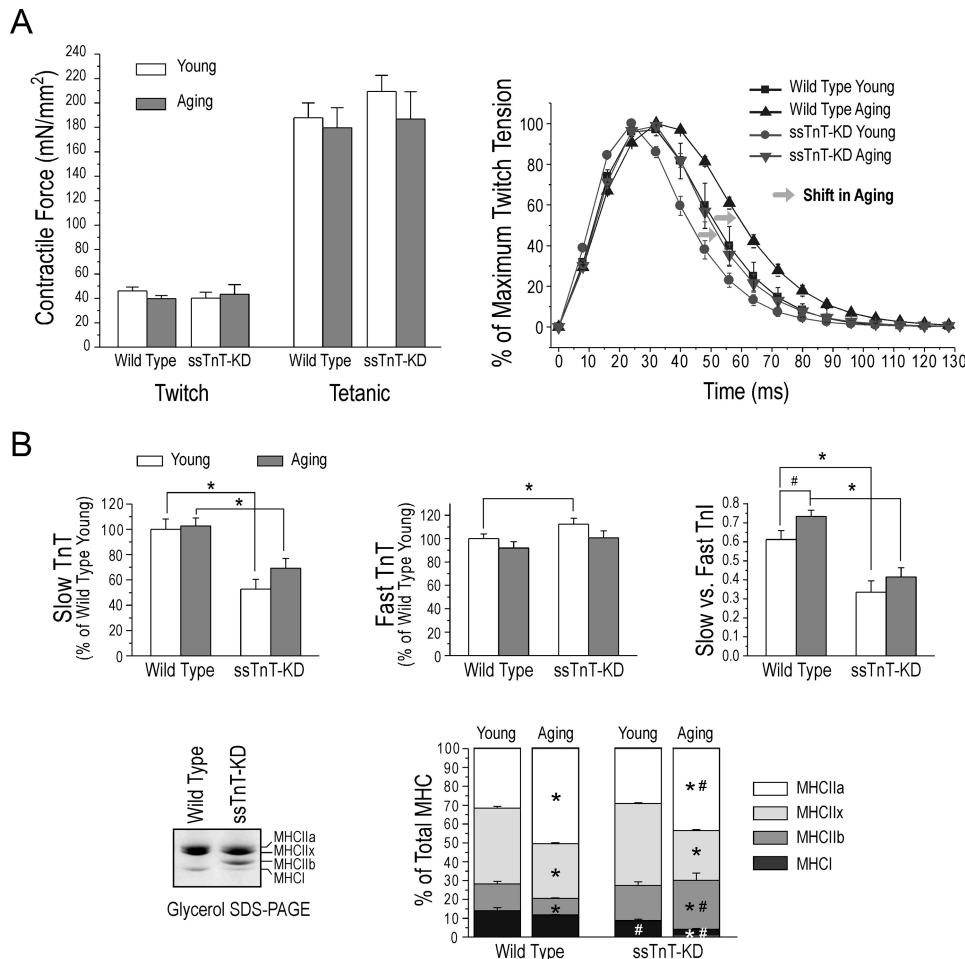 A
Contractile Force (mN/mm2)
240
220
200
180
160
140
120
100
80
60
40
20
0
Young
Aging
Wild Type ssTnT-KD
Wild Type ssTnT-KD
Twitch
Tetanic
% of Maximum Twitch Tension
100
80
60
40
20
0
Wild Type Young
Wild Type Aging
ssTnT-KD Young
ssTnT-KD Aging
Shift in Aging
0 10 20 30 40 50 60 70 80 90 100 110 120 130
Time (ms)
B
Young
Aging
Slow TnT
(% of Wild Type Young)
120
100
80
60
40
20
0
*
*
Wild Type ssTnT-KD
Fast TnT
(% of Wild Type Young)
120
100
80
60
40
20
0
*
Wild Type ssTnT-KD
Slow vs. Fast TnI
0.8
0.7
0.6
0.5
0.4
0.3
0.2
0.1
0.0
*
#
*
Wild Type ssTnT-KD
Wild Type
ssTnT-KD
MHCIIa
MHCIIx
MHCIIb
MHCI
Glycerol SDS-PAGE
% of Total MHC
100
90
80
70
60
50
40
30
20
10
0
Young Aging Young Aging
*
*
*
#
* #
*
* #
* #
Wild Type ssTnT-KD
MHCIIa
MHCIIx
MHCIIb
MHCI